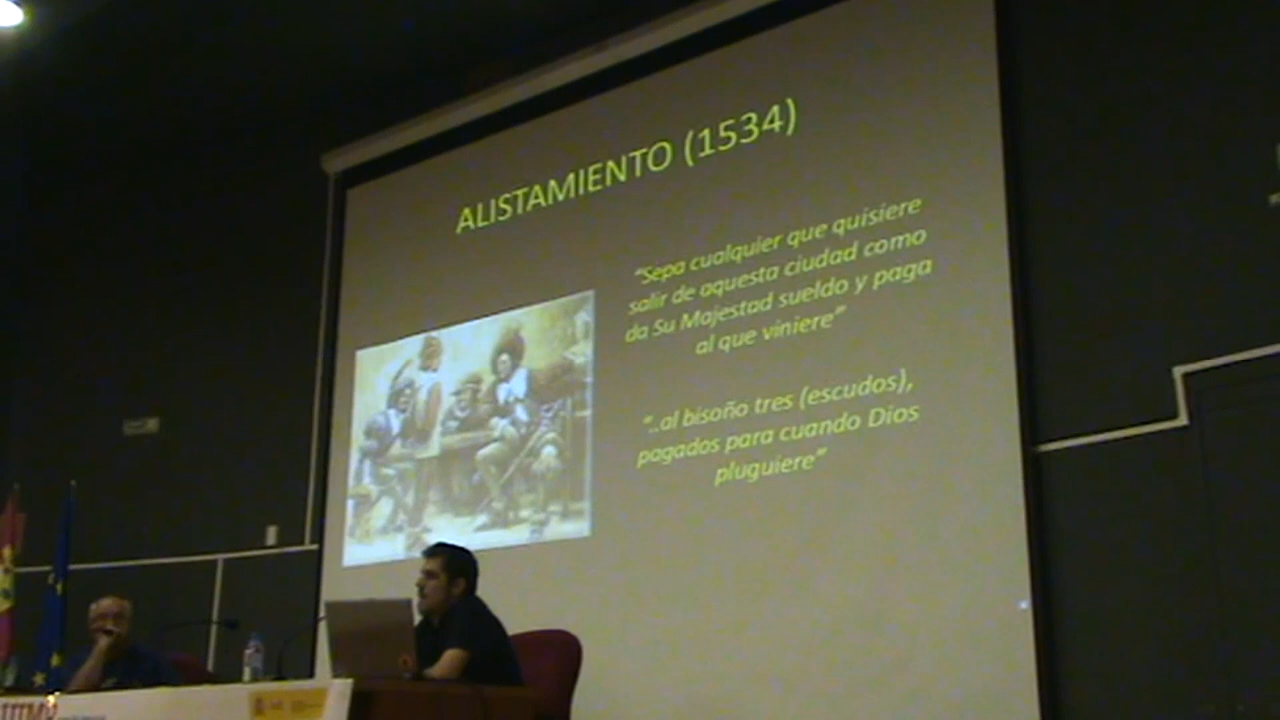 ALISTAMIENTO (1534)
“Sepa cualquier que quisiere
salir de aquesta ciudad como
da Su Majestad sueldo y paga
al que viniere”
“..al bisoño tres (escudos),
pagados para cuando Dios
pluguiere”